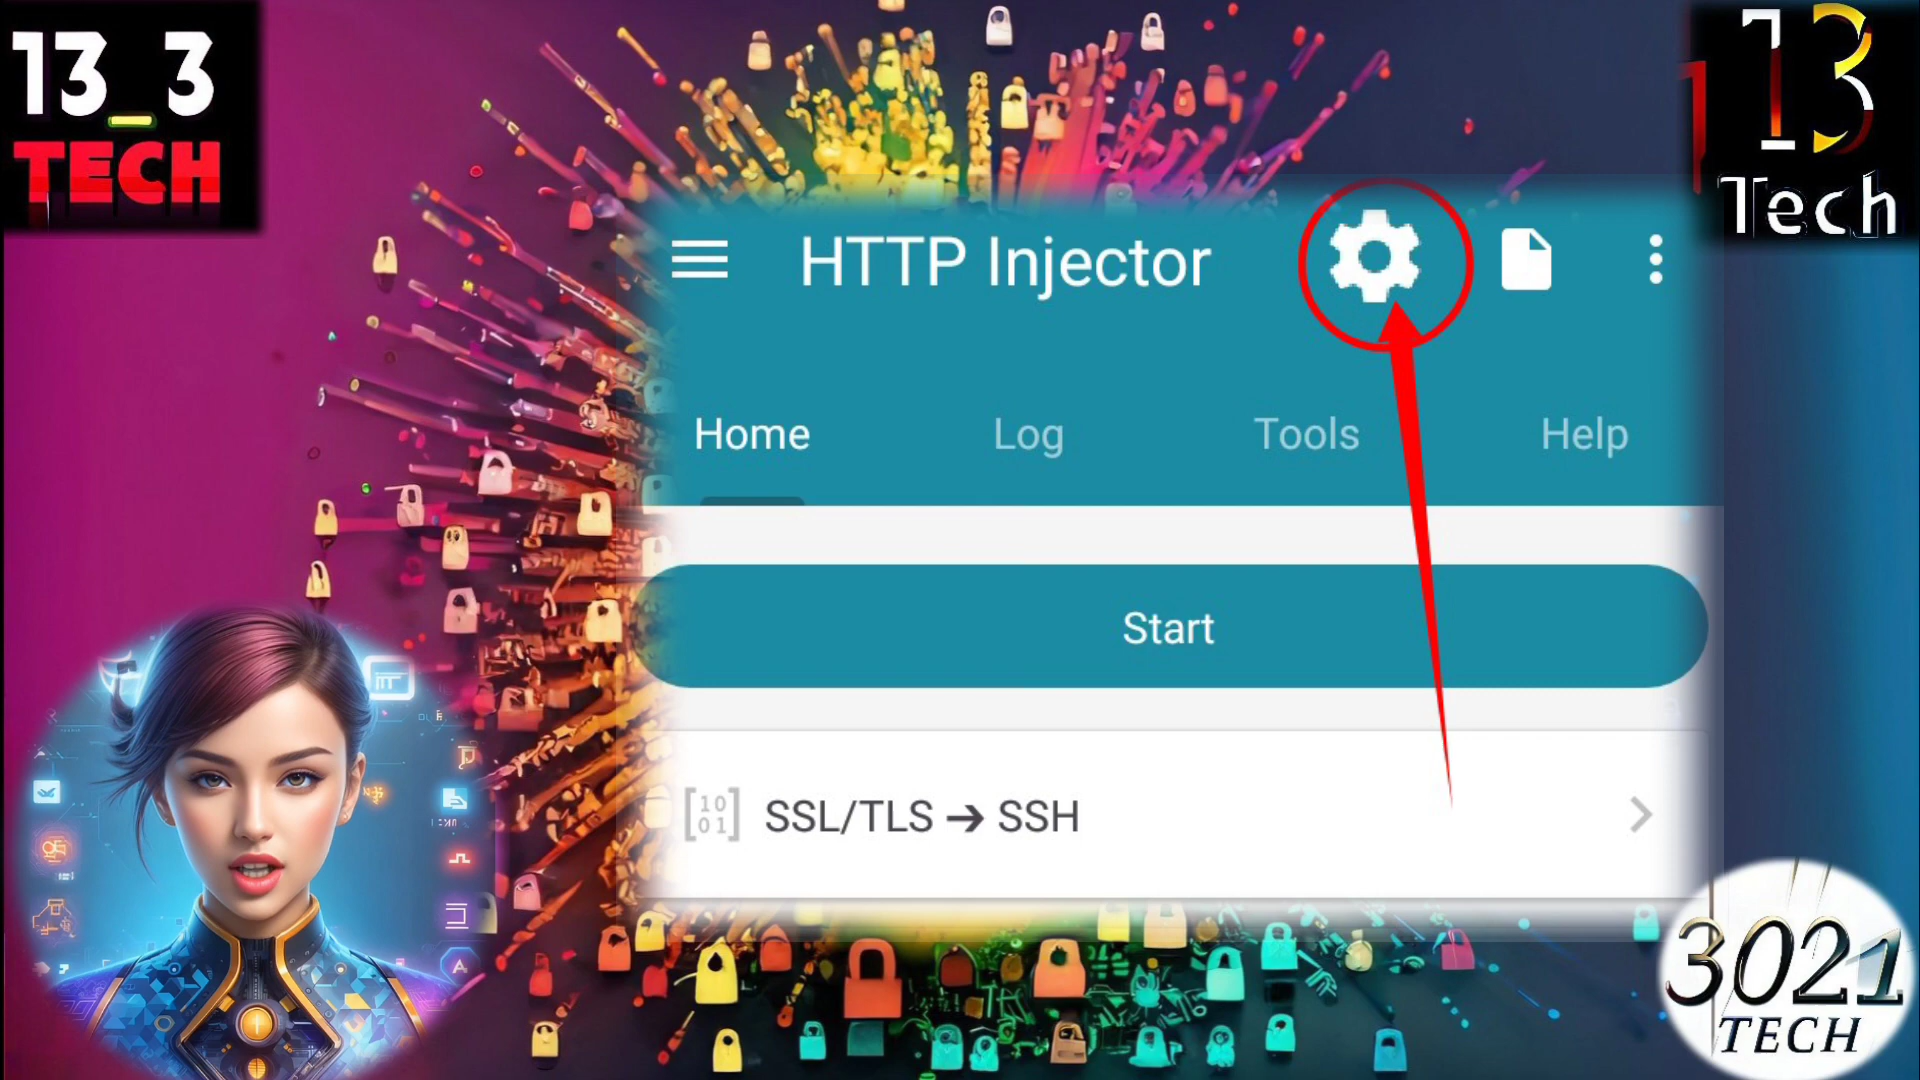 13_3
TECH
13
Tech
HTTP Injector
Home
Log
Tools
Help
Start
10
01
SSL/TLS ➔ SSH
3021
TECH